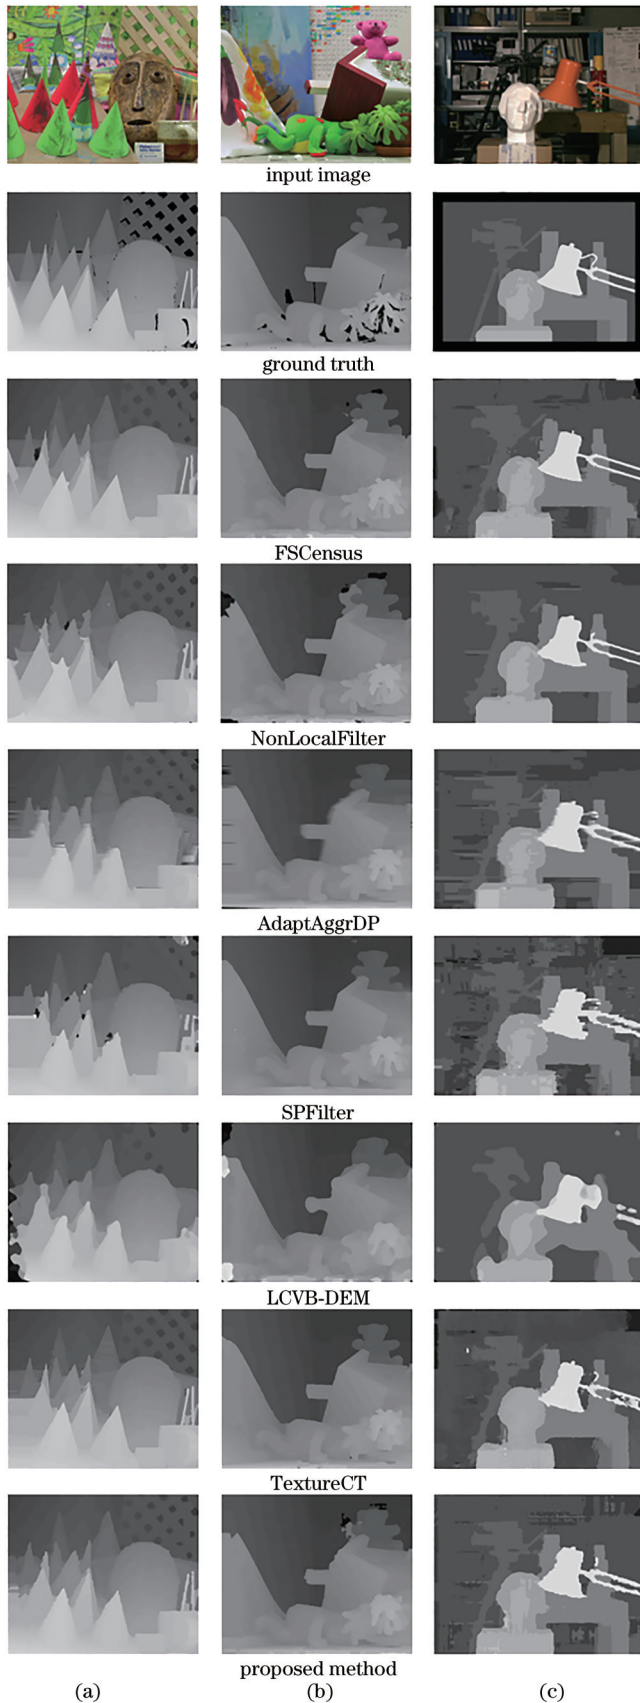 input image
ground truth
FSCensus
NonLocalFilter
AdaptAggrDP
SPFilter
LCVB-DEM
TextureCT
proposed method
(a) (b) (c)